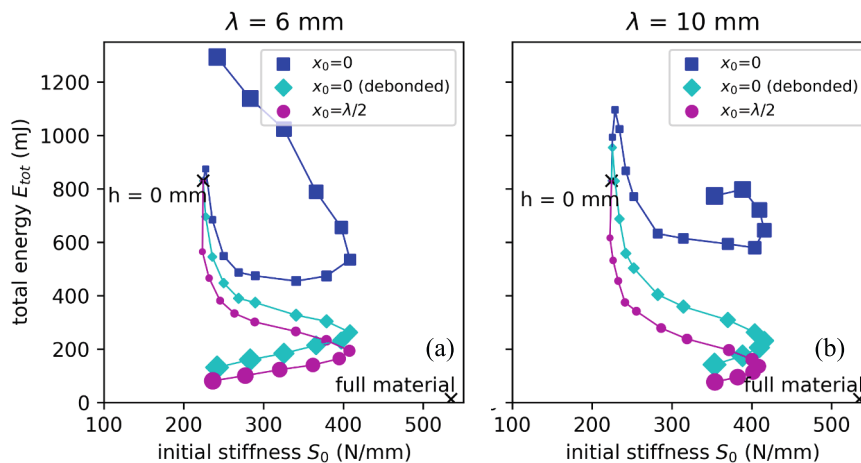 λ = 6 mm
total energy E_tot (mJ)
1200
1000
800
600
400
200
0
x₀=0
x₀=0 (debonded)
x₀=λ/2
h = 0 mm
(a)
full material
100 200 300 400 500
initial stiffness S₀ (N/mm)
λ = 10 mm
x₀=0
x₀=0 (debonded)
x₀=λ/2
h = 0 mm
(b)
full material
100 200 300 400 500
initial stiffness S₀ (N/mm)